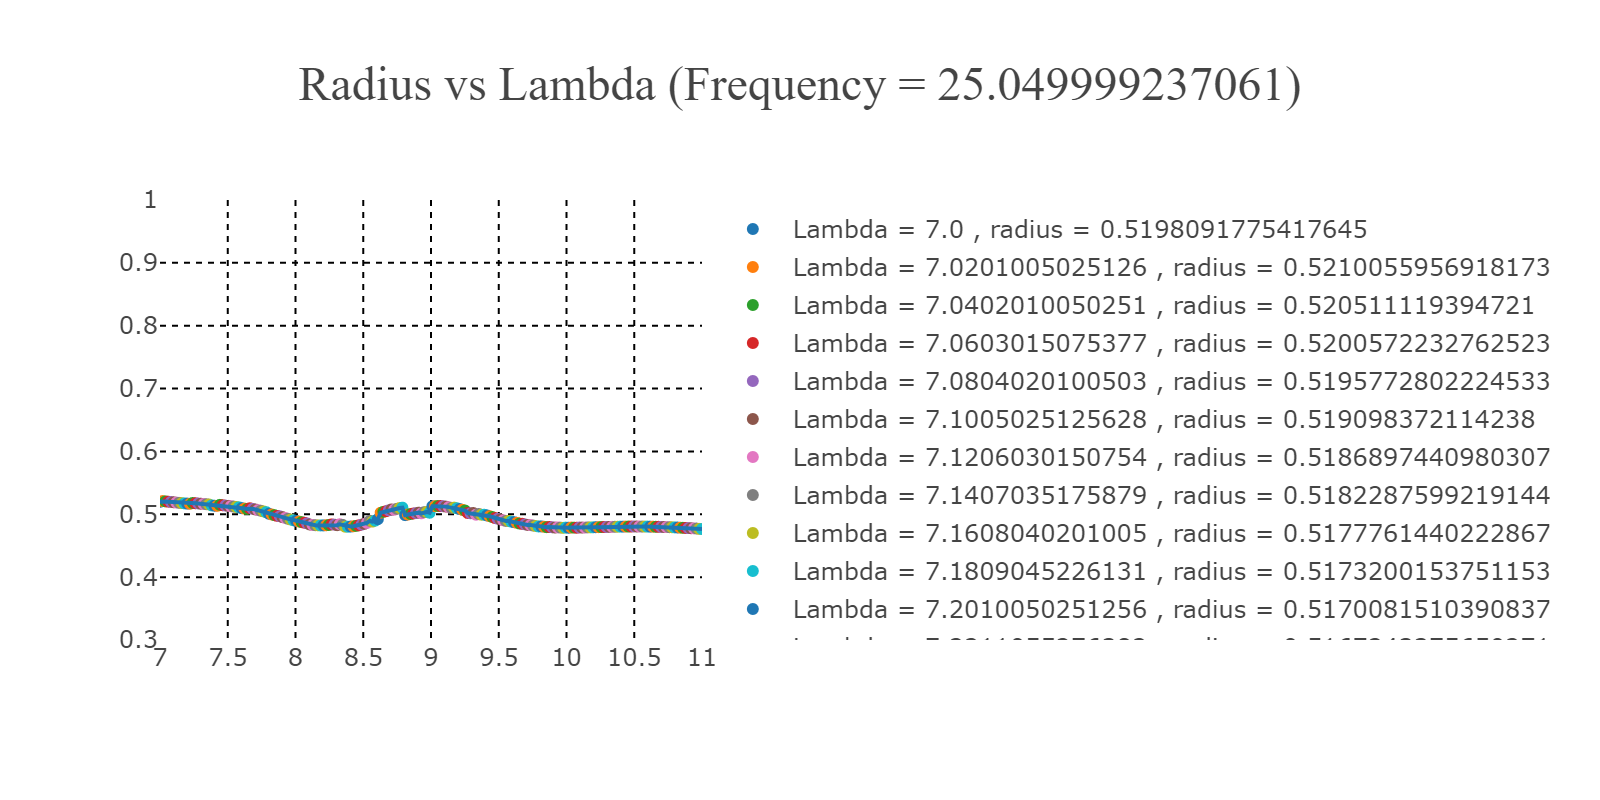 Radius vs Lambda (Frequency = 25.049999237061)
1
0.9
0.8
0.7
0.6
0.5
0.4
0.3
7 7.5 8 8.5 9 9.5 10 10.5 11
Lambda = 7.0 , radius = 0.5198091775417645
Lambda = 7.0201005025126 , radius = 0.5210055956918173
Lambda = 7.0402010050251 , radius = 0.520511119394721
Lambda = 7.0603015075377 , radius = 0.5200572232762523
Lambda = 7.0804020100503 , radius = 0.5195772802224533
Lambda = 7.1005025125628 , radius = 0.519098372114238
Lambda = 7.1206030150754 , radius = 0.5186897440980307
Lambda = 7.1407035175879 , radius = 0.5182287599219144
Lambda = 7.1608040201005 , radius = 0.5177761440222867
Lambda = 7.1809045226131 , radius = 0.5173200153751153
Lambda = 7.2010050251256 , radius = 0.5170081510390837